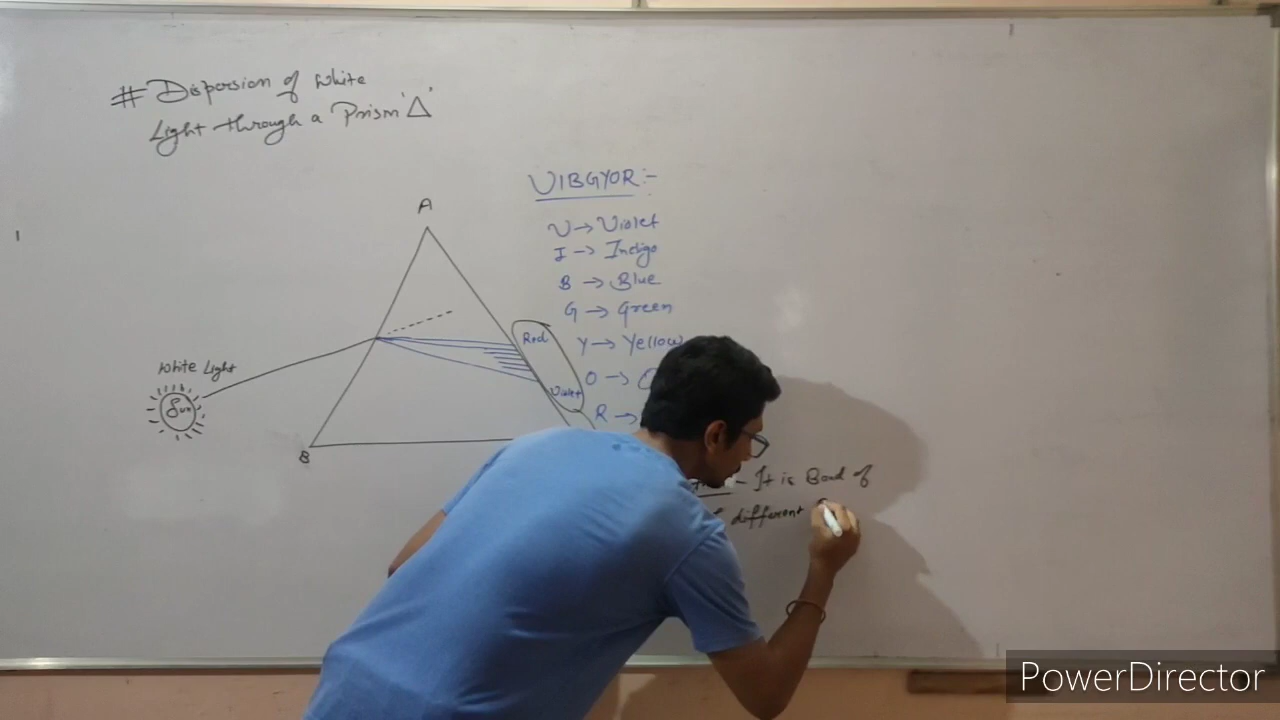 # Dispersion of White
Light through a Prism 'Δ'
VIBGYOR :-
V → Violet
I → Indigo
B → Blue
G → Green
Y → Yellow
O →
R →
A
B
White Light
Sun
Red
Violet
- It is Band of
different
PowerDirector